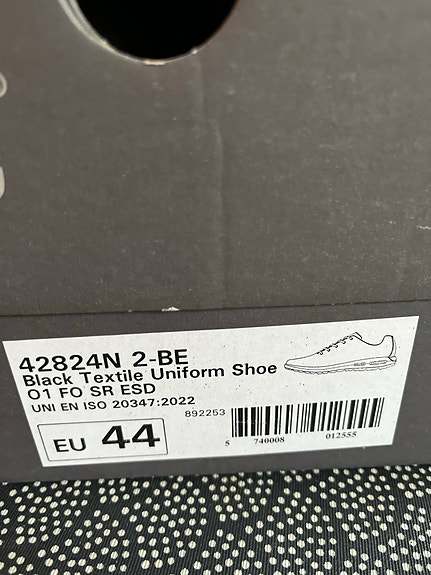 42824N 2-BE
Black Textile Uniform Shoe
O1 FO SR ESD
UNI EN ISO 20347:2022
892253
EU 44
5 740008 012555